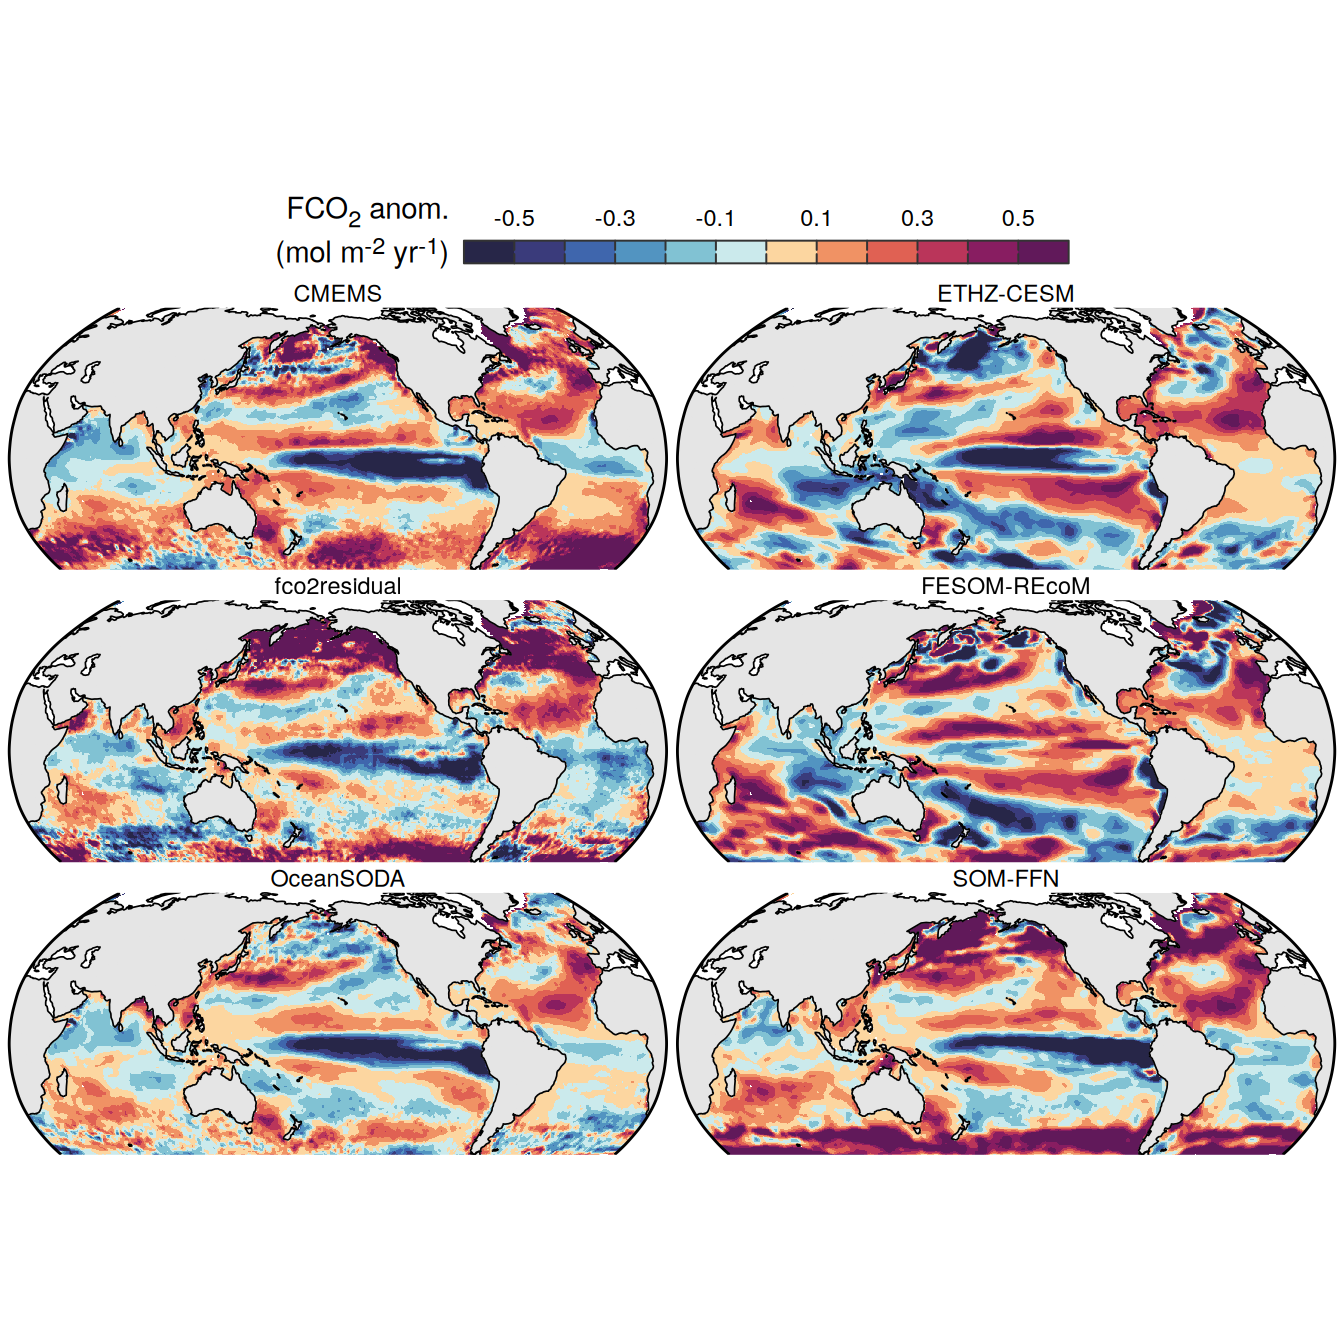 FCO₂ anom.
(mol m⁻² yr⁻¹)
-0.5 -0.3 -0.1 0.1 0.3 0.5
CMEMS ETHZ-CESM
fco2residual FESOM-REcoM
OceanSODA SOM-FFN